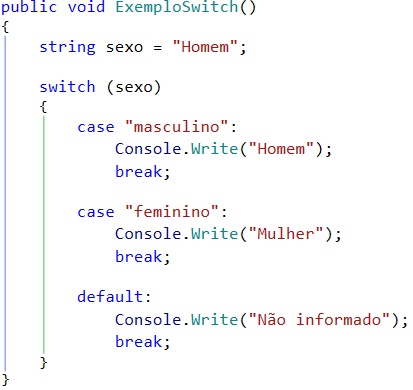 public void ExemploSwitch()
{
    string sexo = "Homem";
    switch (sexo)
    {
        case "masculino":
            Console.Write("Homem");
            break;
        case "feminino":
            Console.Write("Mulher");
            break;
        default:
            Console.Write("Não informado");
            break;
    }
}